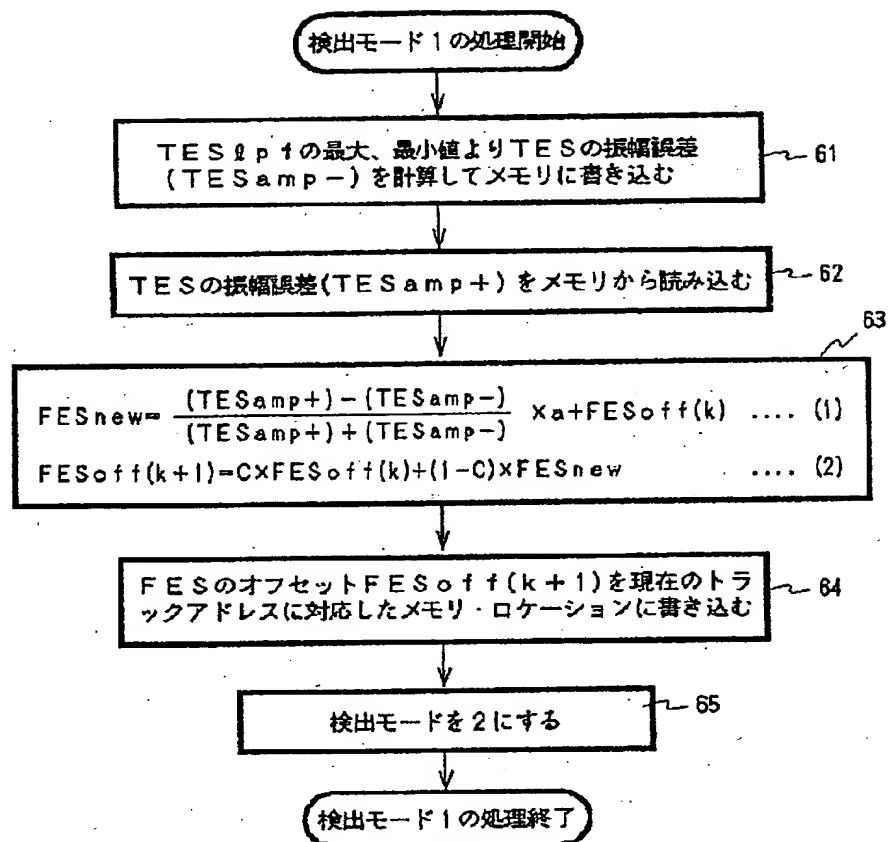 検出モード1の処理開始
TESlpfの最大、最小値よりTESの振幅誤差
(TESamp-)を計算してメモリに書き込む
61
TESの振幅誤差(TESamp+)をメモリから読み込む
62
63
FESnew= (TESamp+)-(TESamp-) / (TESamp+)+(TESamp-) ×a+FESoff(k) .... (1)
FESoff(k+1)=C×FESoff(k)+(1-C)×FESnew .... (2)
FESのオフセットFESoff(k+1)を現在のトラ
ックアドレスに対応したメモリ・ロケーションに書き込む
64
検出モードを2にする
65
検出モード1の処理終了